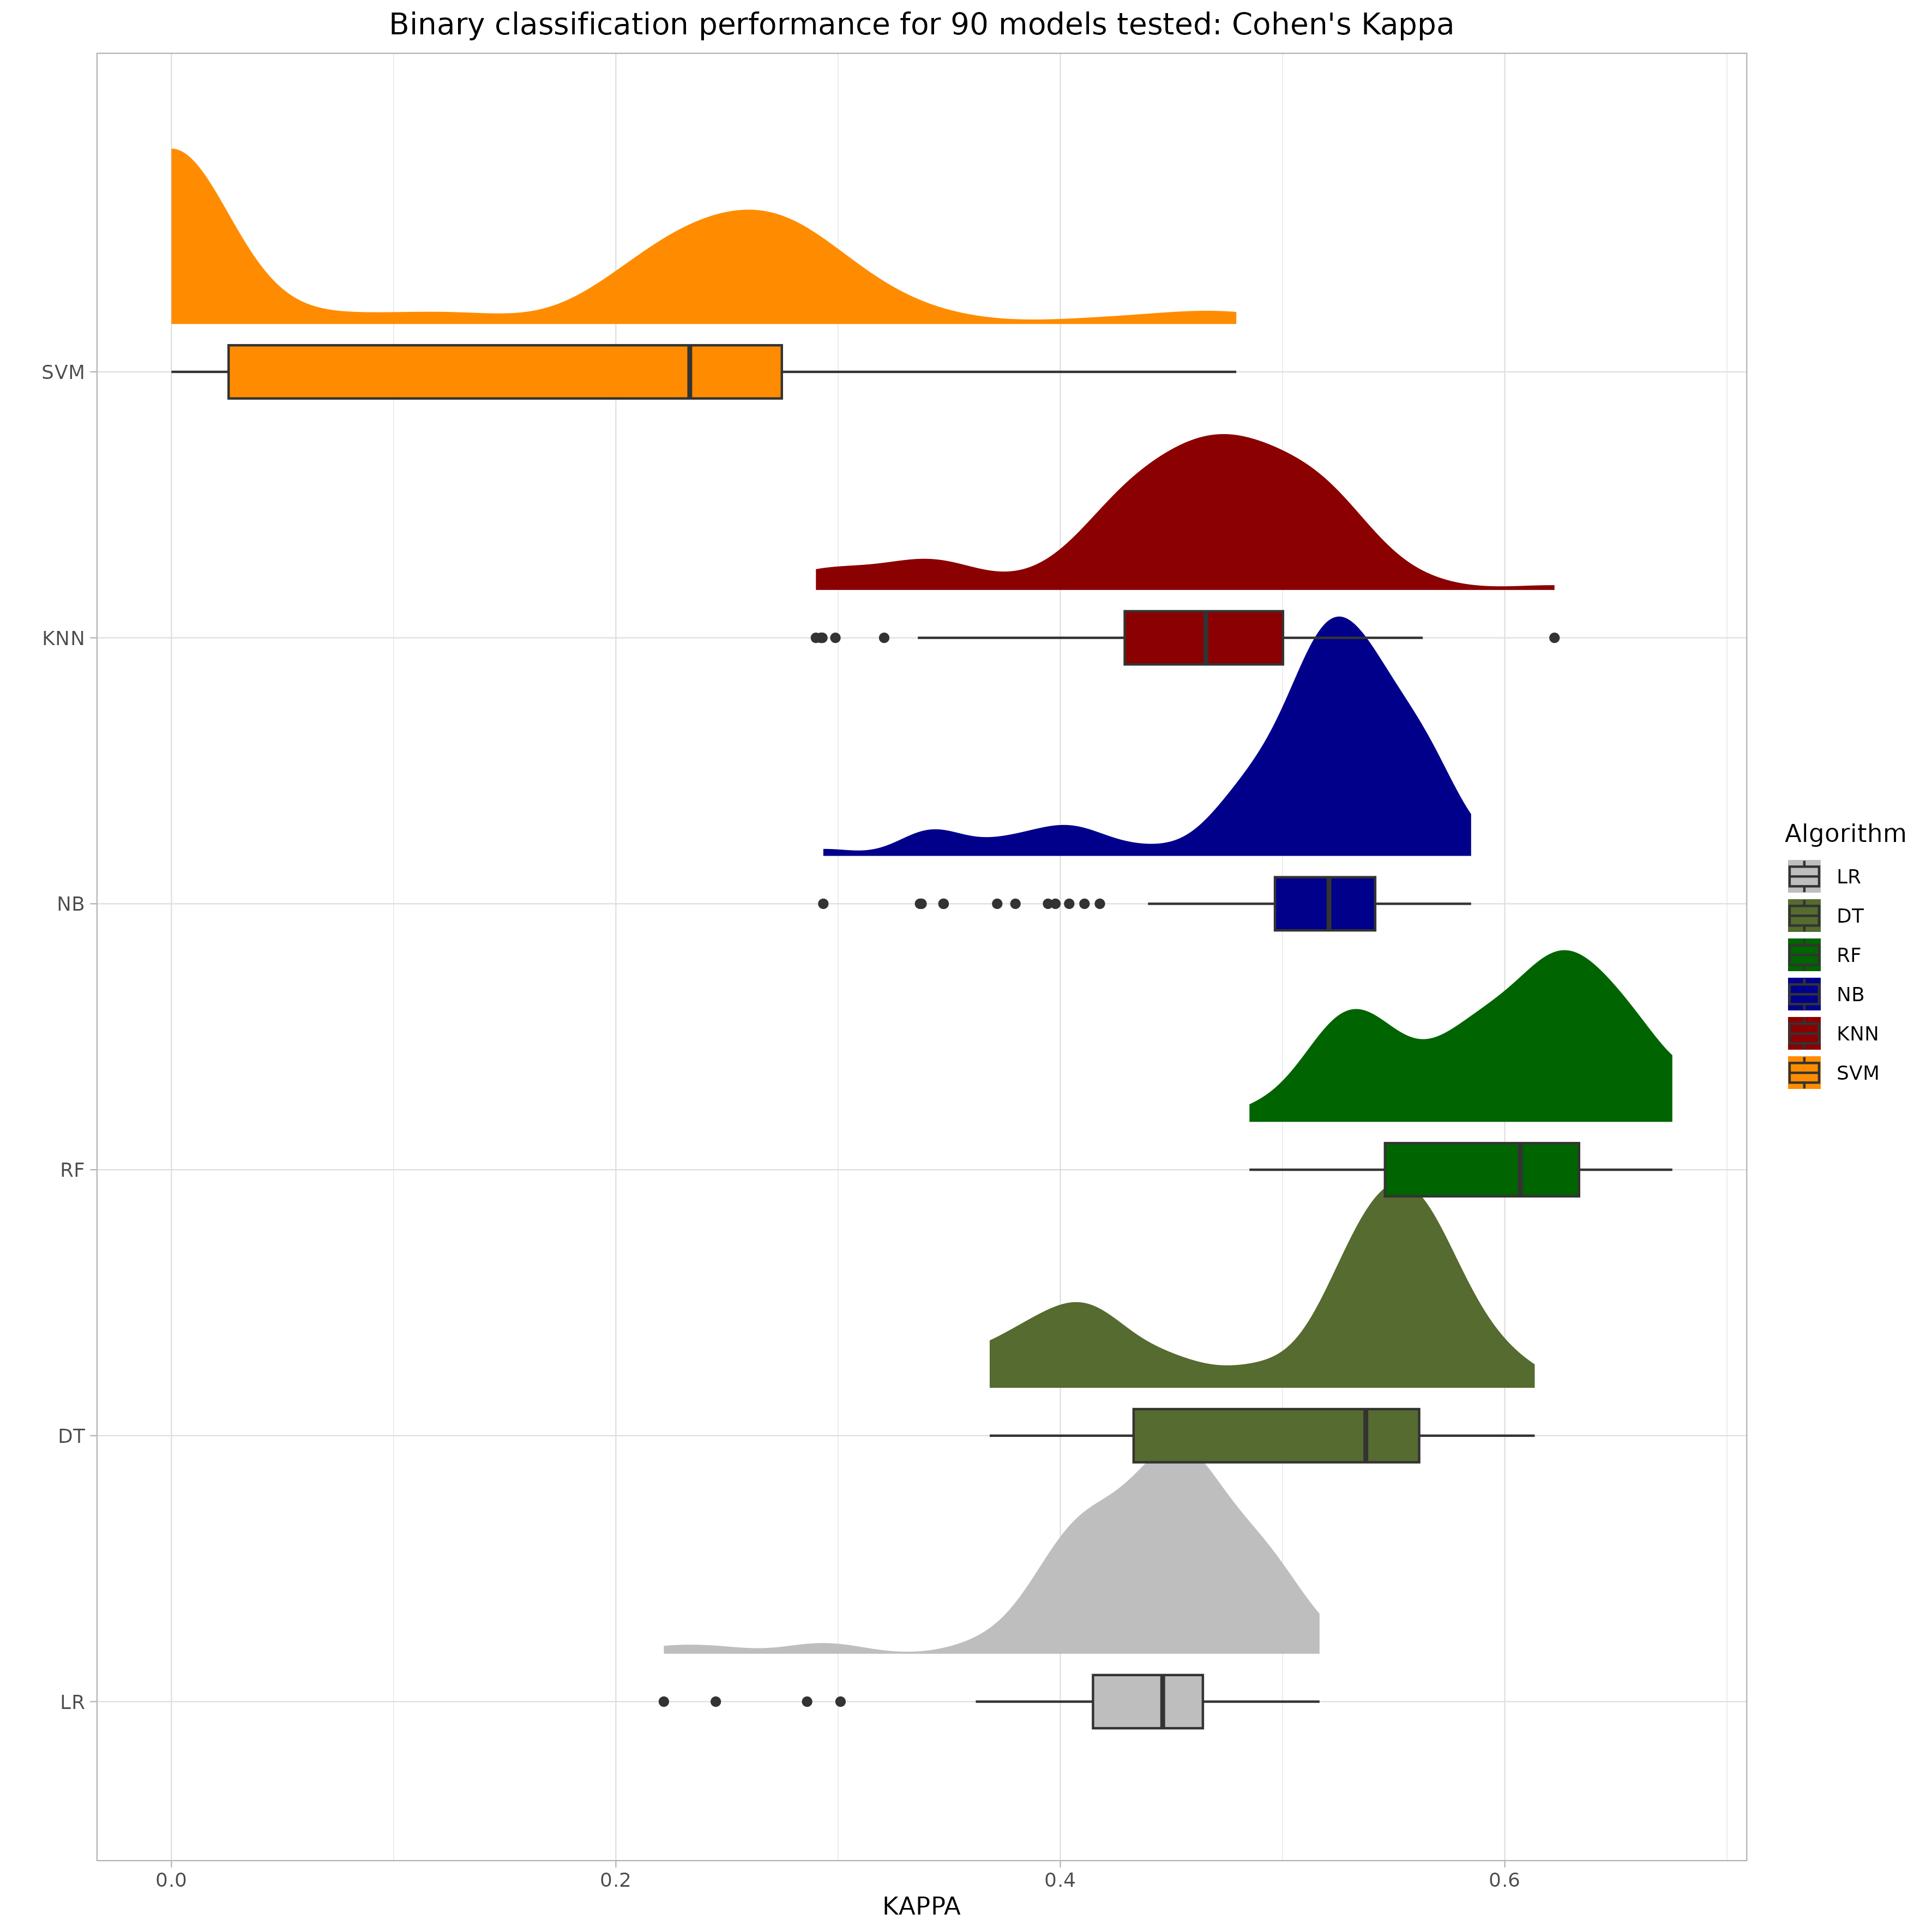 Binary classification performance for 90 models tested: Cohen's Kappa
SVM
KNN
NB
RF
DT
LR
0.0
0.2
0.4
0.6
KAPPA
Algorithm
LR
DT
RF
NB
KNN
SVM